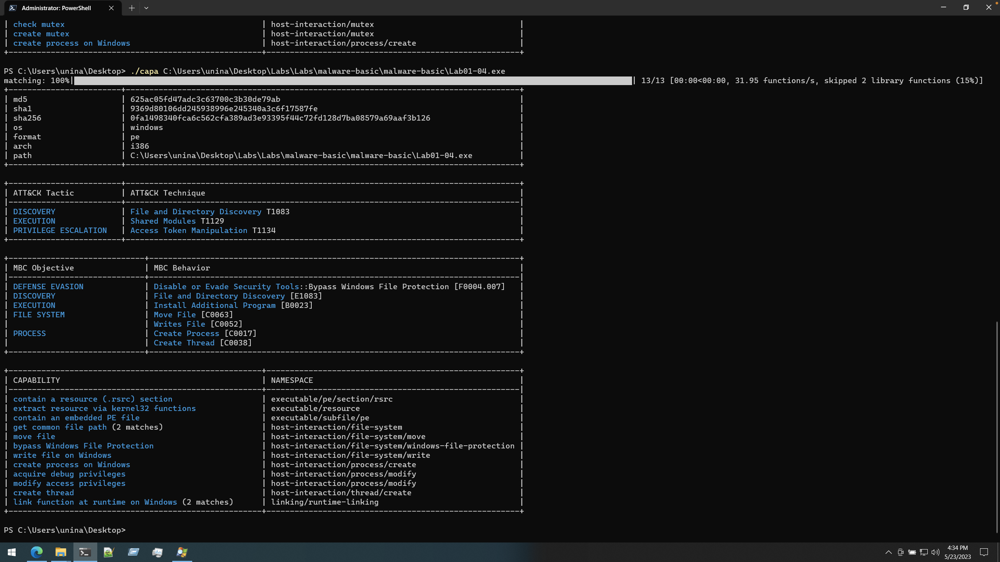 Administrator: PowerShell
| check mutex | host-interaction/mutex |
| create mutex | host-interaction/mutex |
| create process on Windows | host-interaction/process/create |
PS C:\Users\unina\Desktop> ./capa C:\Users\unina\Desktop\Labs\Labs\malware-basic\malware-basic\Lab01-04.exe
matching: 100%| | 13/13 [00:00<00:00, 31.95 functions/s, skipped 2 library functions (15%)]
| md5 | 625ac05fd47adc3c63700c3b30de79ab |
| sha1 | 9369d80106dd245938996e245340a3c6f17587fe |
| sha256 | 0fa1498340fca6c562cfa389ad3e93395f44c72fd128d7ba08579a69aaf3b126 |
| os | windows |
| format | pe |
| arch | i386 |
| path | C:\Users\unina\Desktop\Labs\Labs\malware-basic\malware-basic\Lab01-04.exe |
| ATT&CK Tactic | ATT&CK Technique |
| DISCOVERY | File and Directory Discovery T1083 |
| EXECUTION | Shared Modules T1129 |
| PRIVILEGE ESCALATION | Access Token Manipulation T1134 |
| MBC Objective | MBC Behavior |
| DEFENSE EVASION | Disable or Evade Security Tools::Bypass Windows File Protection [F0004.007] |
| DISCOVERY | File and Directory Discovery [E1083] |
| EXECUTION | Install Additional Program [B0023] |
| FILE SYSTEM | Move File [C0063] |
| | Writes File [C0052] |
| PROCESS | Create Process [C0017] |
| | Create Thread [C0038] |
| CAPABILITY | NAMESPACE |
| contain a resource (.rsrc) section | executable/pe/section/rsrc |
| extract resource via kernel32 functions | executable/resource |
| contain an embedded PE file | executable/subfile/pe |
| get common file path (2 matches) | host-interaction/file-system |
| move file | host-interaction/file-system/move |
| bypass Windows File Protection | host-interaction/file-system/windows-file-protection |
| write file on Windows | host-interaction/file-system/write |
| create process on Windows | host-interaction/process/create |
| acquire debug privileges | host-interaction/process/modify |
| modify access privileges | host-interaction/process/modify |
| create thread | host-interaction/thread/create |
| link function at runtime on Windows (2 matches) | linking/runtime-linking |
PS C:\Users\unina\Desktop>
4:34 PM
5/23/2023